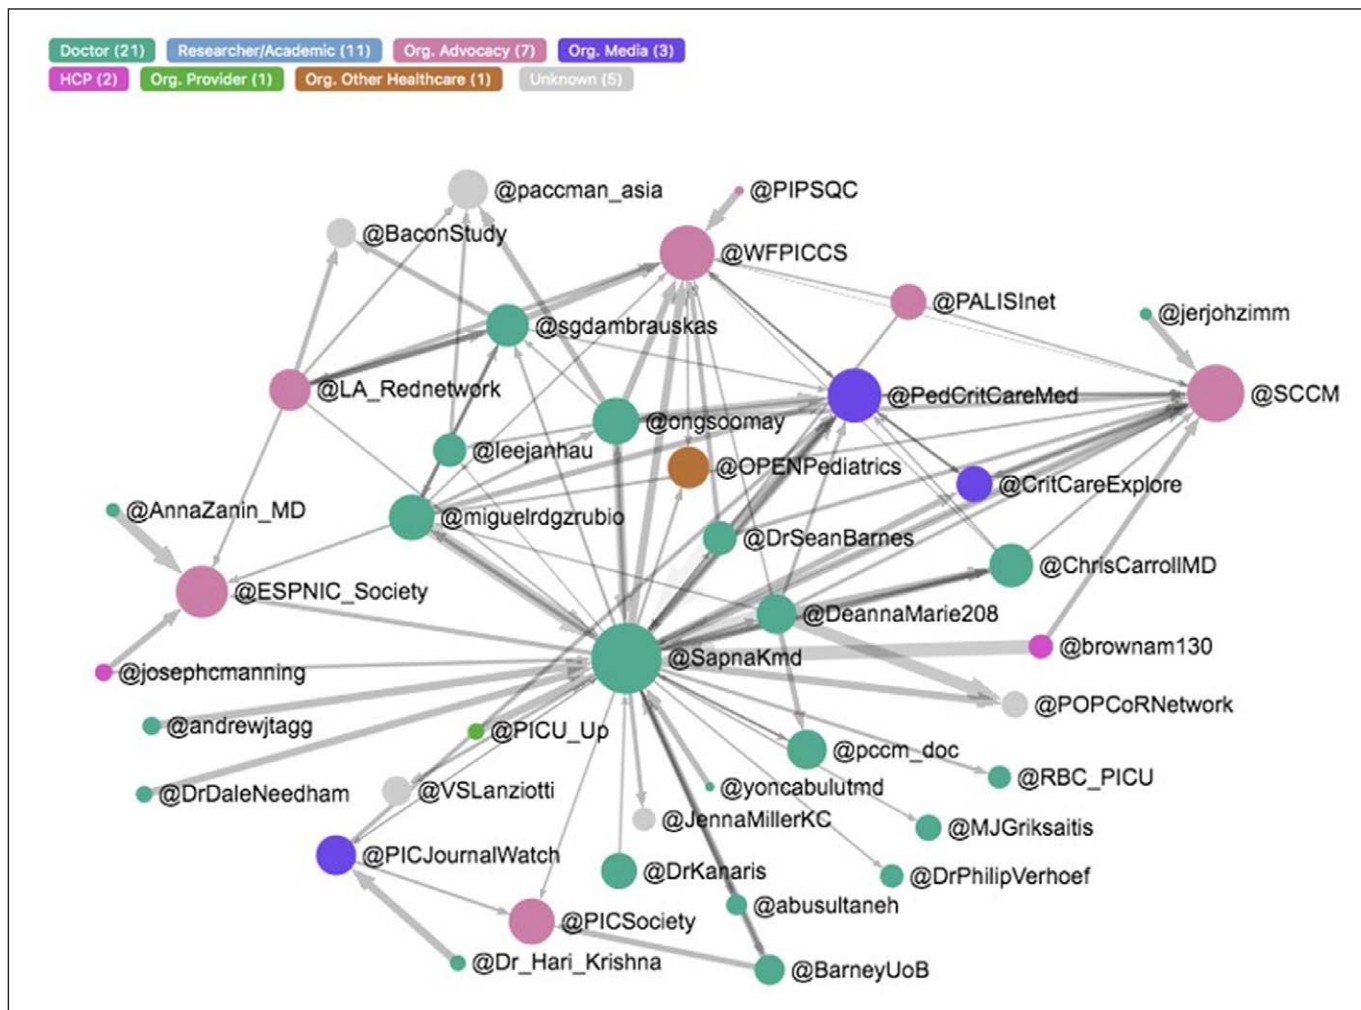 Doctor (21) Researcher/Academic (11) Org. Advocacy (7) Org. Media (3)
HCP (2) Org. Provider (1) Org. Other Healthcare (1) Unknown (5)
@paccman_asia
@PIPSQC
@BaconStudy
@WFPICCS
@PALISInet
@jerjohzimm
@sgdambrauskas
@LA_Rednetwork
@PedCritCareMed
@SCCM
@ongsoomay
@leejanhau
@OPENPediatrics
@CritCareExplore
@AnnaZanin_MD
@miguelrdgzrubio
@DrSeanBarnes
@ChrisCarrollMD
@ESPNIC_Society
@DeannaMarie208
@brownam130
@SapnaKmd
@josephcmanning
@POPCoRNetwork
@andrewjtagg
@PICU_Up
@pccm_doc
@RBC_PICU
@DrDaleNeedham
@VSLanziotti
@yoncabulutmd
@JennaMillerKC
@MJGriksaitis
@PICJournalWatch
@DrKanaris
@DrPhilipVerhoef
@abusultaneh
@PICSociety
@Dr_Hari_Krishna
@BarneyUoB